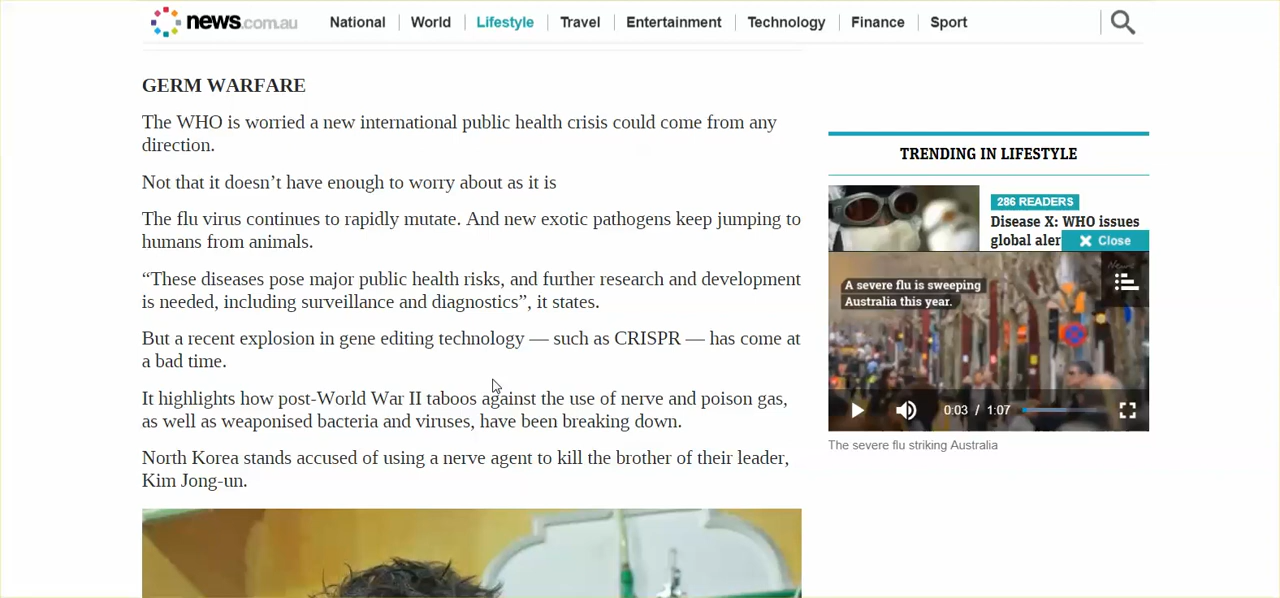 news.com.au National World Lifestyle Travel Entertainment Technology Finance Sport
GERM WARFARE
The WHO is worried a new international public health crisis could come from any
direction.
Not that it doesn’t have enough to worry about as it is
The flu virus continues to rapidly mutate. And new exotic pathogens keep jumping to
humans from animals.
“These diseases pose major public health risks, and further research and development
is needed, including surveillance and diagnostics”, it states.
But a recent explosion in gene editing technology — such as CRISPR — has come at
a bad time.
It highlights how post-World War II taboos against the use of nerve and poison gas,
as well as weaponised bacteria and viruses, have been breaking down.
North Korea stands accused of using a nerve agent to kill the brother of their leader,
Kim Jong-un.
TRENDING IN LIFESTYLE
286 READERS
Disease X: WHO issues
global aler
Close
A severe flu is sweeping
Australia this year.
0:03 / 1:07
The severe flu striking Australia